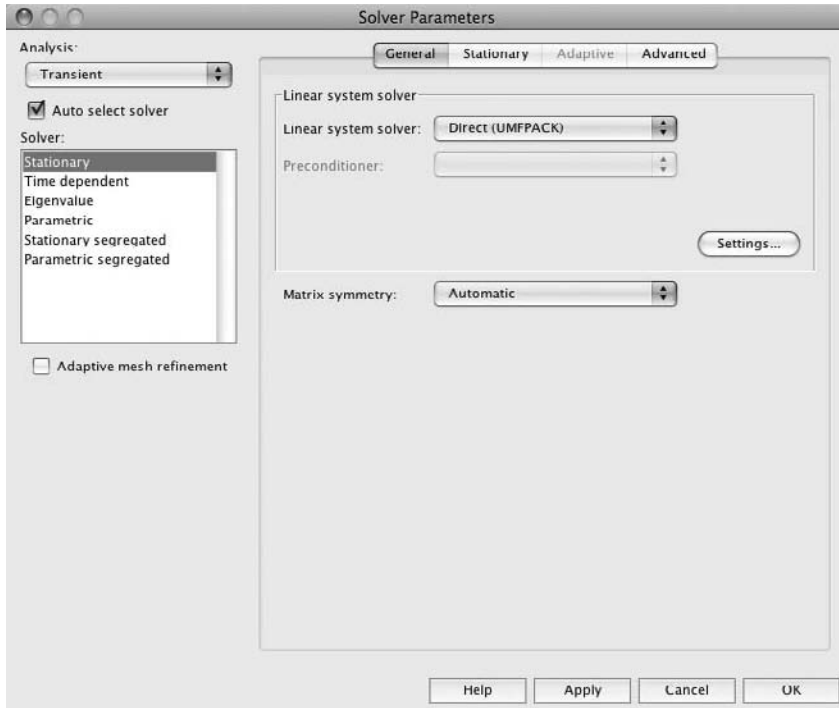 Solver Parameters
Analysis:
Transient
Auto select solver
Solver:
Stationary
Time dependent
Eigenvalue
Parametric
Stationary segregated
Parametric segregated
Adaptive mesh refinement
General Stationary Adaptive Advanced
Linear system solver
Linear system solver: Direct (UMFPACK)
Preconditioner:
Settings...
Matrix symmetry: Automatic
Help Apply Cancel OK